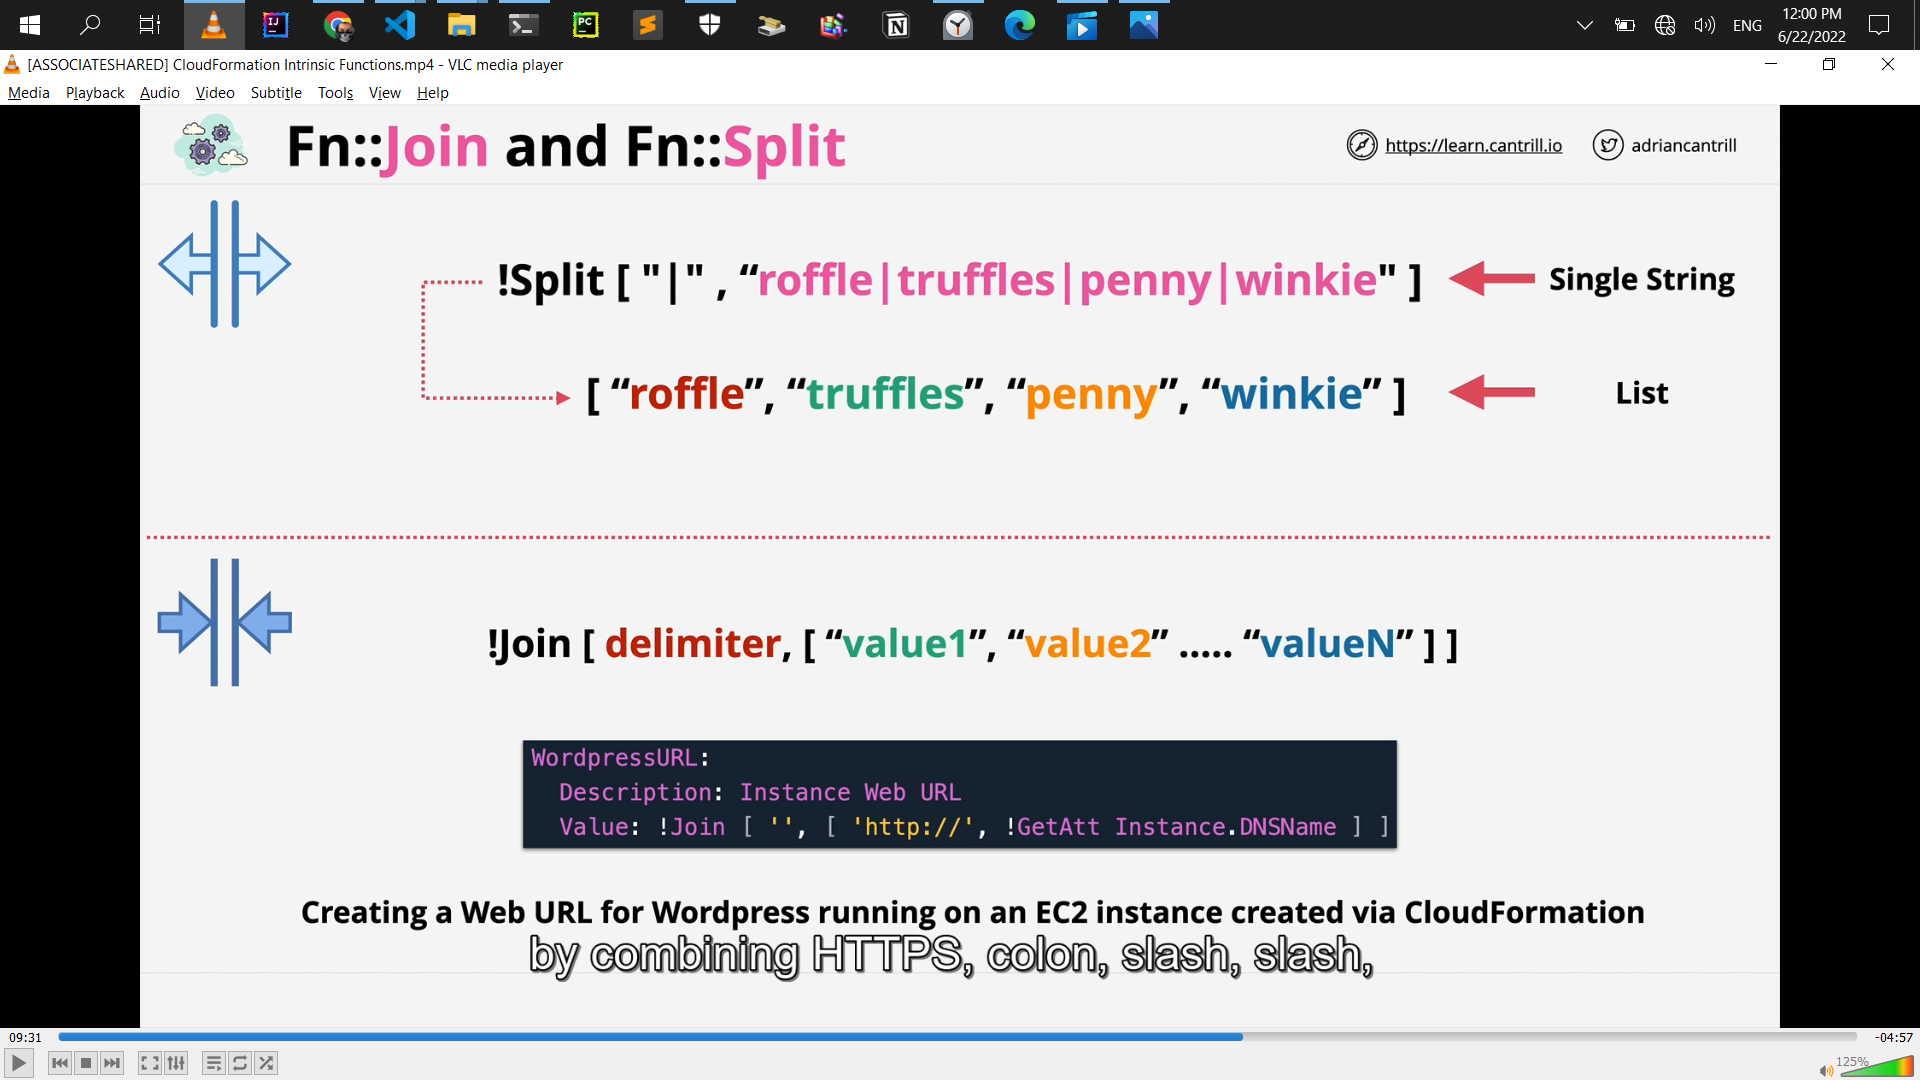 ENG
12:00 PM
6/22/2022
[ASSOCIATESHARED] CloudFormation Intrinsic Functions.mp4 - VLC media player
Media Playback Audio Video Subtitle Tools View Help
Fn::Join and Fn::Split
https://learn.cantrill.io
adriancantrill
!Split [ "|" , “roffle|truffles|penny|winkie" ]
Single String
[ “roffle”, “truffles”, “penny”, “winkie” ]
List
!Join [ delimiter, [ “value1”, “value2” ..... “valueN” ] ]
WordpressURL:
Description: Instance Web URL
Value: !Join [ '', [ 'http://', !GetAtt Instance.DNSName ] ]
Creating a Web URL for Wordpress running on an EC2 instance created via CloudFormation
by combining HTTPS, colon, slash, slash,
09:31
-04:57
125%